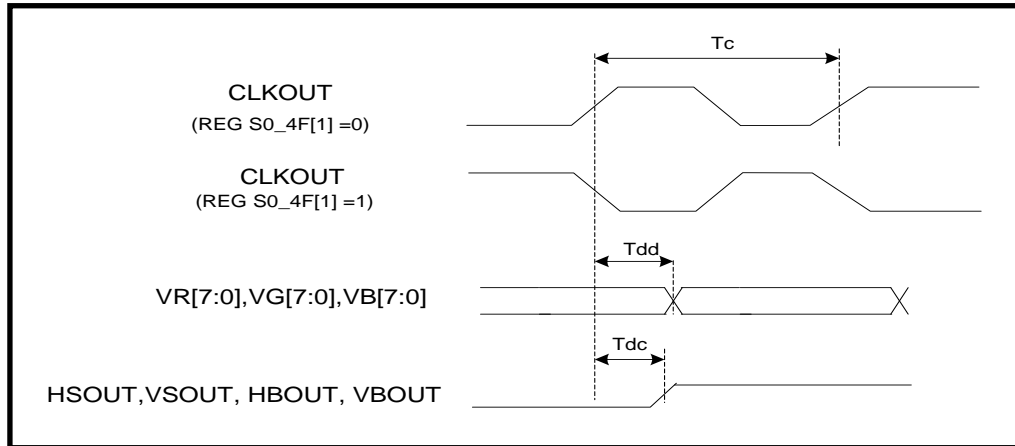 Tc
CLKOUT
(REG S0_4F[1] =0)
CLKOUT
(REG S0_4F[1] =1)
Tdd
VR[7:0],VG[7:0],VB[7:0]
Tdc
HSOUT,VSOUT, HBOUT, VBOUT